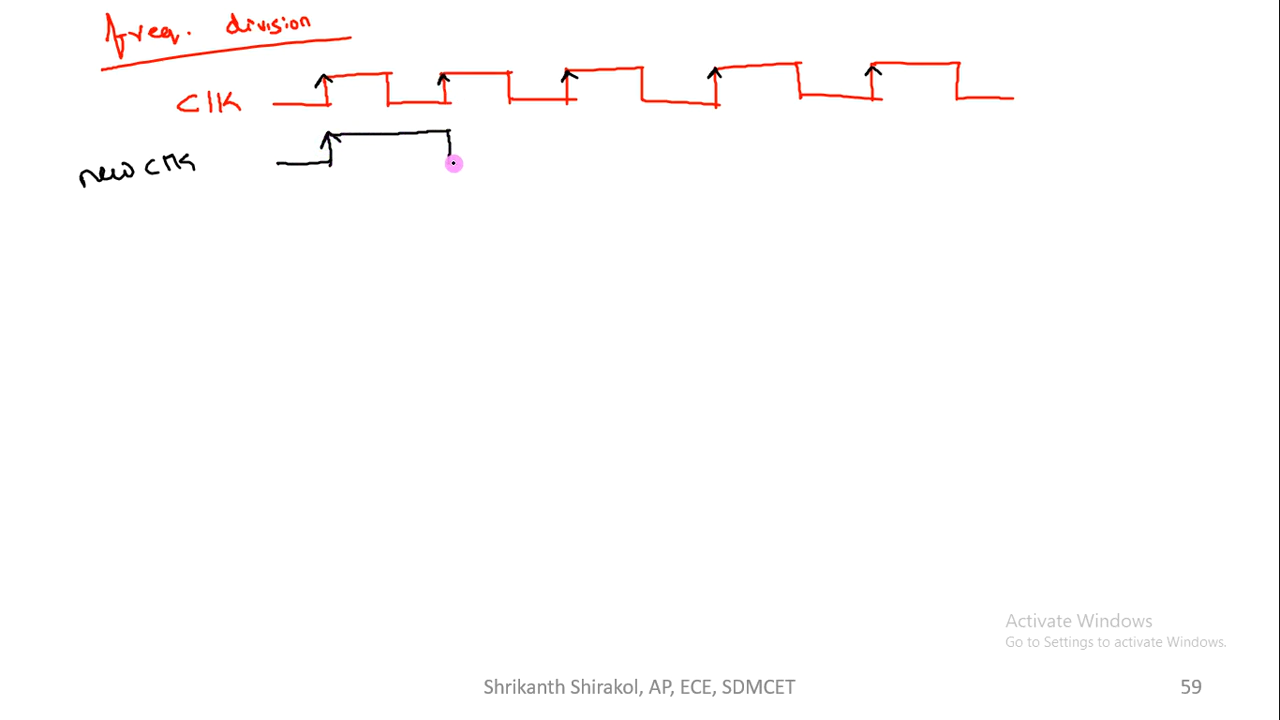 freq. division
Clk
new clk
Activate Windows
Go to Settings to activate Windows.
Shrikanth Shirakol, AP, ECE, SDMCET
59